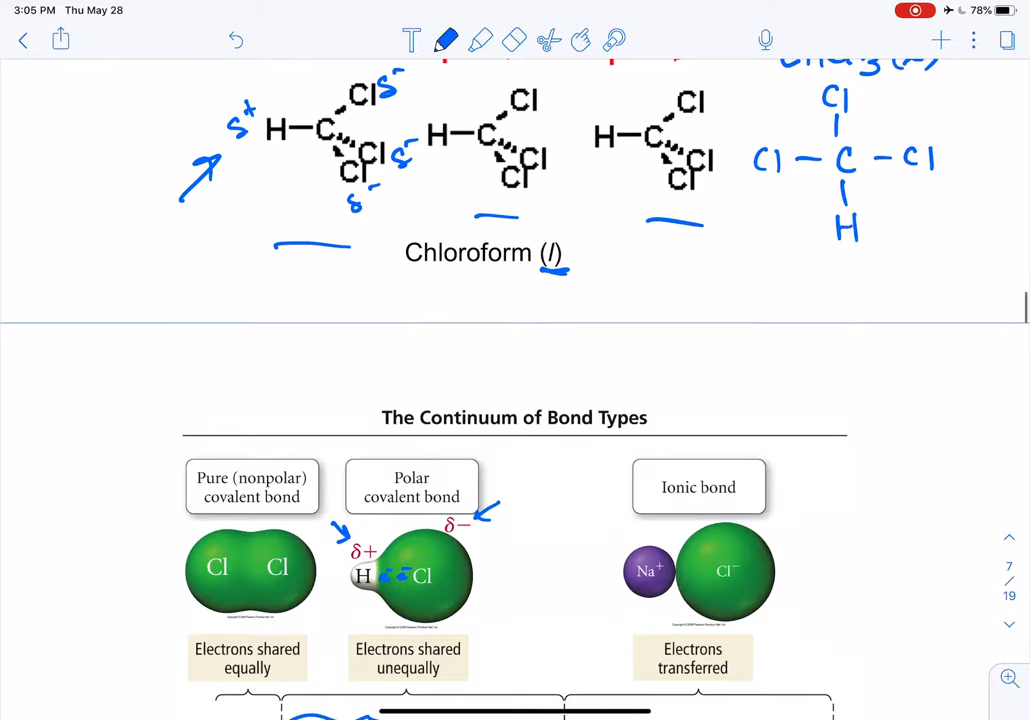 3:05 PM Thu May 28
78%
T
Cl δ⁻
δ⁺ H C
Cl δ⁻
Cl
δ⁻
Cl
H C
Cl
Cl
Cl
H C
Cl
Cl
Cl
Cl — C — Cl
H
Chloroform (l)
The Continuum of Bond Types
Pure (nonpolar)
covalent bond
Polar
covalent bond
Ionic bond
δ+
δ−
Cl Cl
H Cl
Na⁺ Cl⁻
Electrons shared
equally
Electrons shared
unequally
Electrons
transferred
7
/
19